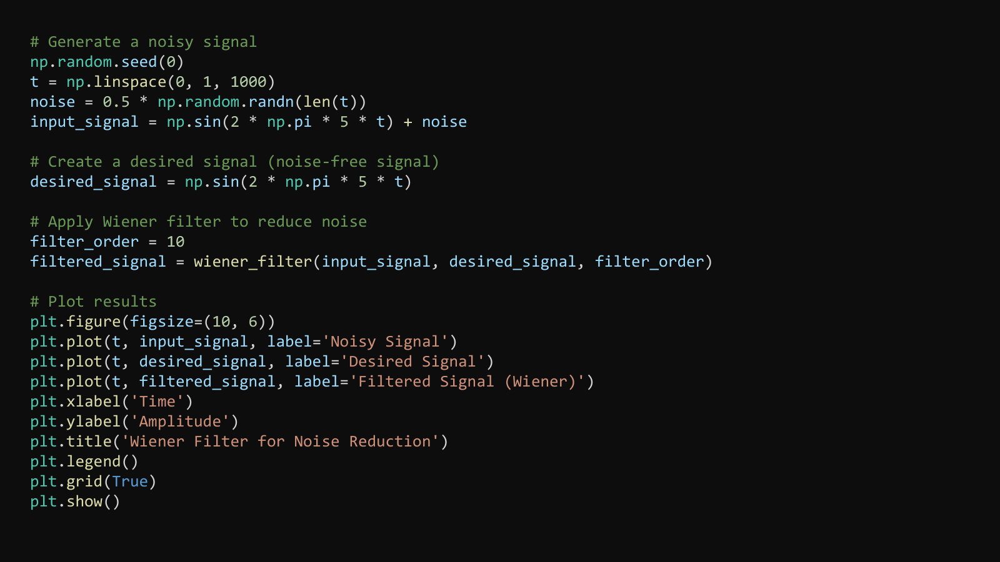 # Generate a noisy signal
np.random.seed(0)
t = np.linspace(0, 1, 1000)
noise = 0.5 * np.random.randn(len(t))
input_signal = np.sin(2 * np.pi * 5 * t) + noise
# Create a desired signal (noise-free signal)
desired_signal = np.sin(2 * np.pi * 5 * t)
# Apply Wiener filter to reduce noise
filter_order = 10
filtered_signal = wiener_filter(input_signal, desired_signal, filter_order)
# Plot results
plt.figure(figsize=(10, 6))
plt.plot(t, input_signal, label='Noisy Signal')
plt.plot(t, desired_signal, label='Desired Signal')
plt.plot(t, filtered_signal, label='Filtered Signal (Wiener)')
plt.xlabel('Time')
plt.ylabel('Amplitude')
plt.title('Wiener Filter for Noise Reduction')
plt.legend()
plt.grid(True)
plt.show()